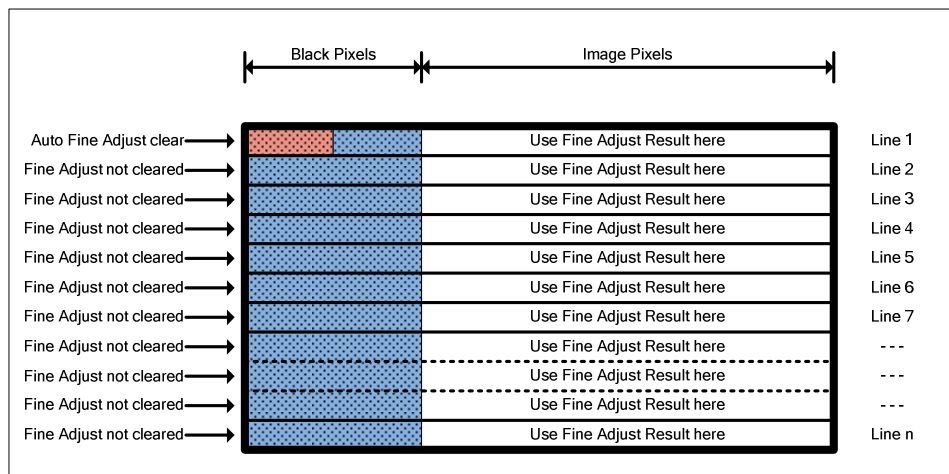 Black Pixels Image Pixels
Auto Fine Adjust clear Use Fine Adjust Result here Line 1
Fine Adjust not cleared Use Fine Adjust Result here Line 2
Fine Adjust not cleared Use Fine Adjust Result here Line 3
Fine Adjust not cleared Use Fine Adjust Result here Line 4
Fine Adjust not cleared Use Fine Adjust Result here Line 5
Fine Adjust not cleared Use Fine Adjust Result here Line 6
Fine Adjust not cleared Use Fine Adjust Result here Line 7
Fine Adjust not cleared Use Fine Adjust Result here - - -
Fine Adjust not cleared Use Fine Adjust Result here - - -
Fine Adjust not cleared Use Fine Adjust Result here - - -
Fine Adjust not cleared Use Fine Adjust Result here Line n